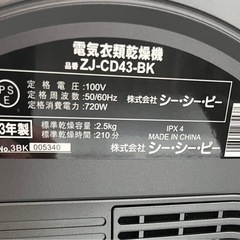 電気衣類乾燥機
品番 ZJ-CD43-BK
PS
E
定格電圧:100V
定格周波数:50/60Hz
定格消費電力:720W
株式会社 シー・シー・ピー
3年製
標準乾燥容量:2.5kg
標準乾燥時間:210分
IPX 4
MADE IN CHINA
株式会社 シー・シー・ピー
No.3BK 005340